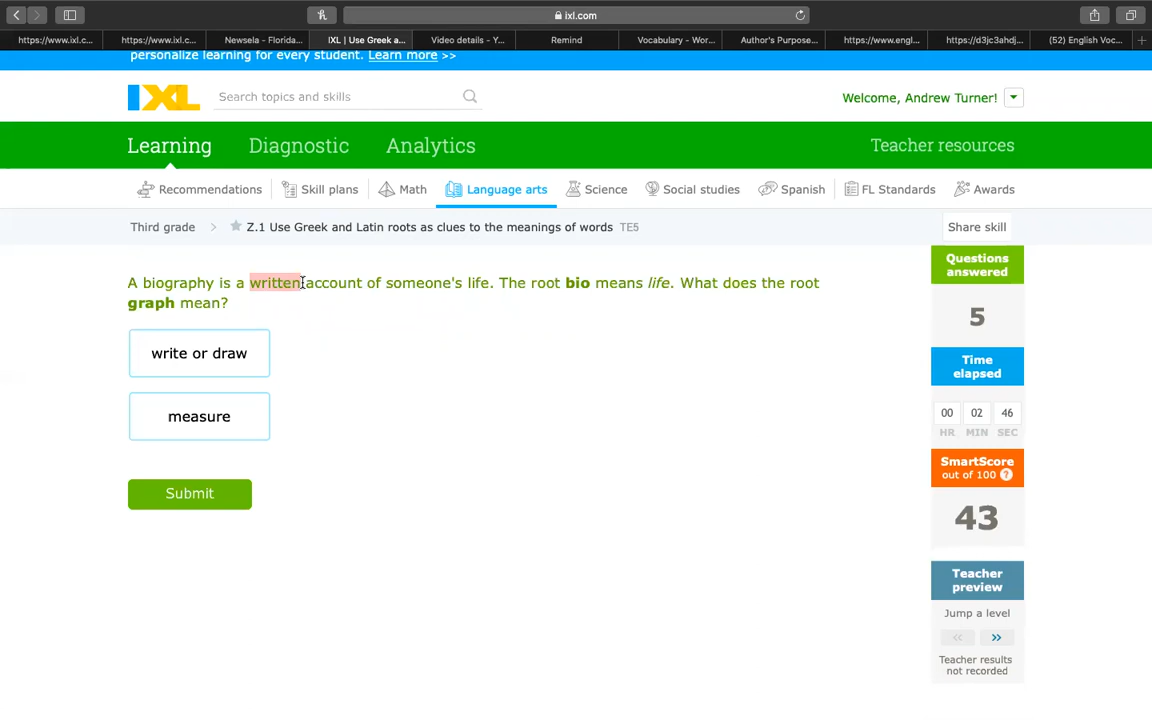 ixl.com
https://www.ixl.c...
https://www.ixl.c...
Newsela - Florida...
IXL | Use Greek a...
Video details - Y...
Remind
Vocabulary - Wor...
Author's Purpose...
https://www.engl...
https://d3jc3ahdj...
(52) English Voc...
personalize learning for every student. Learn more >>
IXL
Search topics and skills
Welcome, Andrew Turner!
Learning
Diagnostic
Analytics
Teacher resources
Recommendations
Skill plans
Math
Language arts
Science
Social studies
Spanish
FL Standards
Awards
Third grade > Z.1 Use Greek and Latin roots as clues to the meanings of words TE5
Share skill
A biography is a written account of someone's life. The root bio means life. What does the root
graph mean?
write or draw
measure
Submit
Questions
answered
5
Time
elapsed
00 02 46
HR MIN SEC
SmartScore
out of 100 ?
43
Teacher
preview
Jump a level
<< >>
Teacher results
not recorded